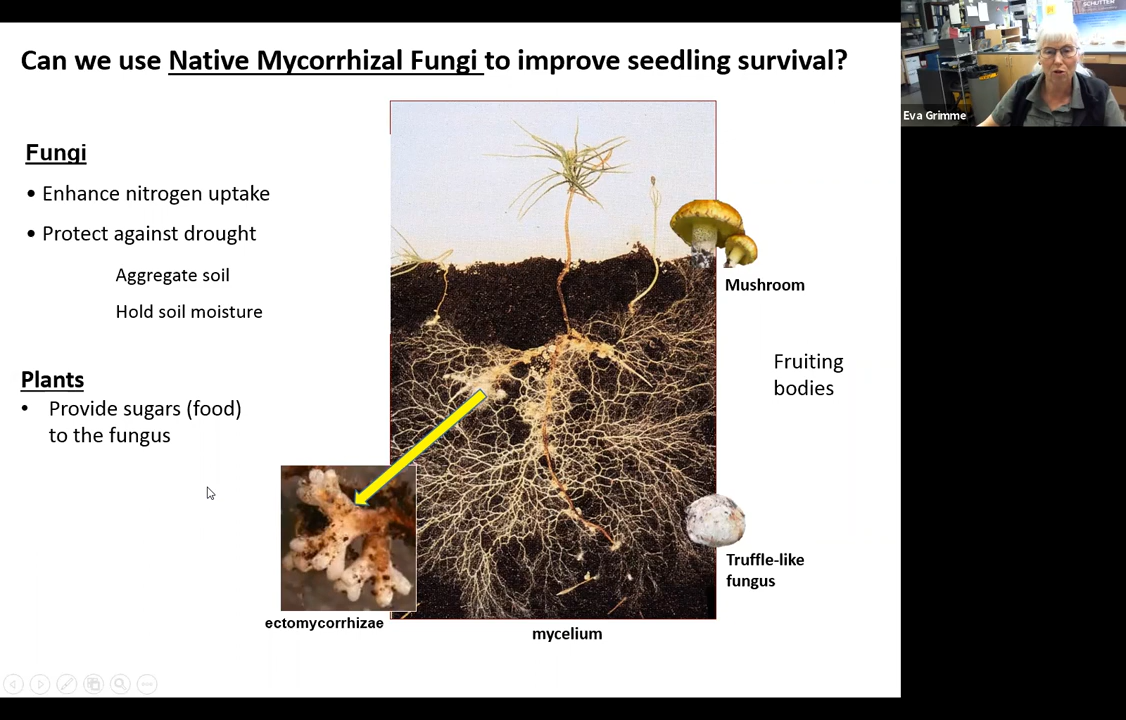 Can we use Native Mycorrhizal Fungi to improve seedling survival?
Fungi
• Enhance nitrogen uptake
• Protect against drought
Aggregate soil
Hold soil moisture
Plants
• Provide sugars (food)
to the fungus
Mushroom
Fruiting
bodies
Truffle-like
fungus
ectomycorrhizae
mycelium
SCHUTTER
Eva Grimme